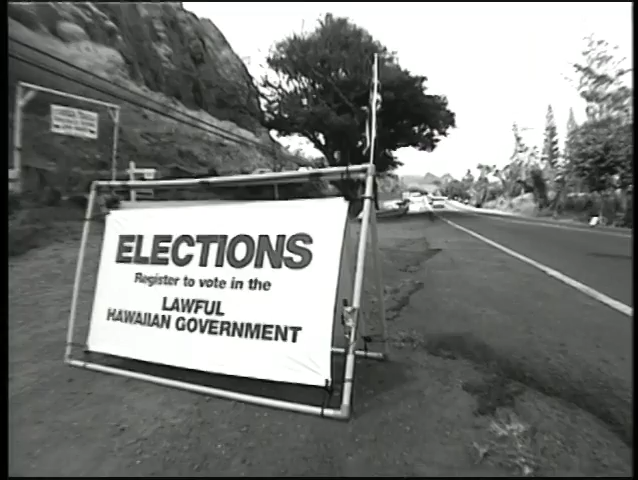 ELECTIONS
Register to vote in the
LAWFUL
HAWAIIAN GOVERNMENT